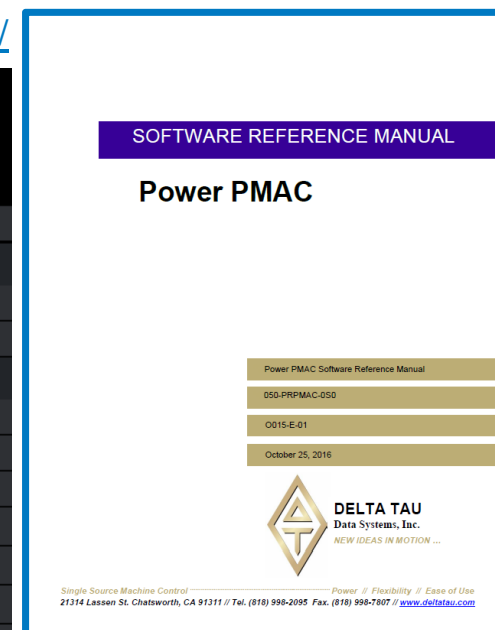 /
SOFTWARE REFERENCE MANUAL
Power PMAC
Power PMAC Software Reference Manual
050-PRPMAC-0S0
O015-E-01
October 25, 2016
DELTA TAU
Data Systems, Inc.
NEW IDEAS IN MOTION ...
Single Source Machine Control Power // Flexibility // Ease of Use
21314 Lassen St. Chatsworth, CA 91311 // Tel. (818) 998-2095 Fax. (818) 998-7807 // www.deltatau.com